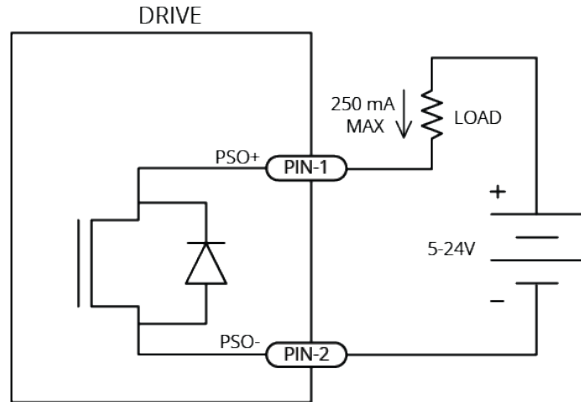 DRIVE
250 mA
MAX
LOAD
PSO+
PIN-1
+
5-24V
−
PSO-
PIN-2